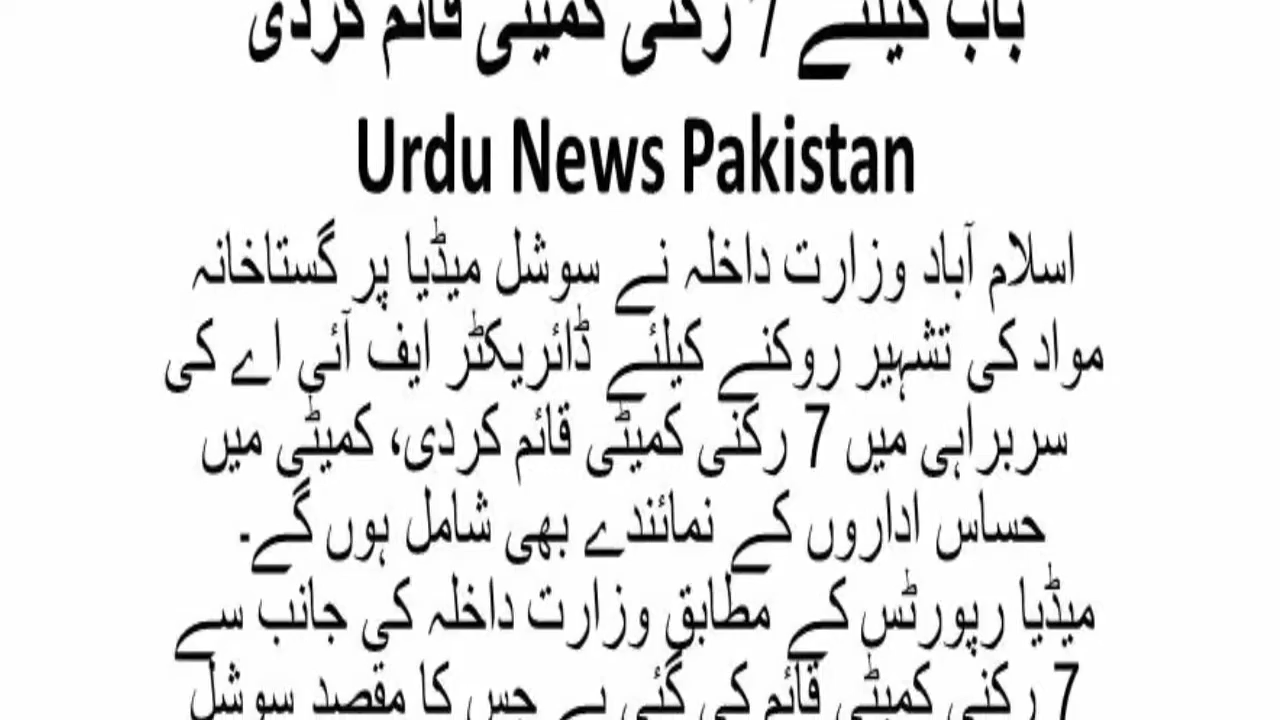 باب کیلئے 7 رکنی کمیٹی قائم کردی
Urdu News Pakistan
اسلام آباد وزارت داخلہ نے سوشل میڈیا پر گستاخانہ
مواد کی تشہیر روکنے کیلئے ڈائریکٹر ایف آئی اے کی
سربراہی میں 7 رکنی کمیٹی قائم کردی، کمیٹی میں
حساس اداروں کے نمائندے بھی شامل ہوں گے۔
میڈیا رپورٹس کے مطابق وزارت داخلہ کی جانب سے
7 رکنی کمیٹی قائم کی گئی ہے جس کا مقصد سوشل